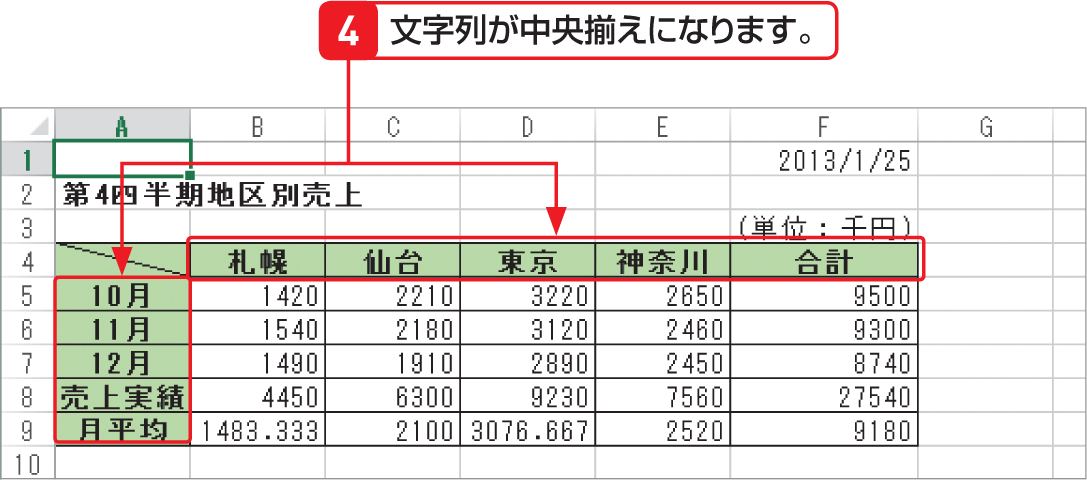 4 文字列が中央揃えになります。
A B C D E F G
1 2013/1/25
2 第4四半期地区別売上
3 (単位：千円)
4 札幌 仙台 東京 神奈川 合計
5 10月 1420 2210 3220 2650 9500
6 11月 1540 2180 3120 2460 9300
7 12月 1490 1910 2890 2450 8740
8 売上実績 4450 6300 9230 7560 27540
9 月平均 1483.333 2100 3076.667 2520 9180
10